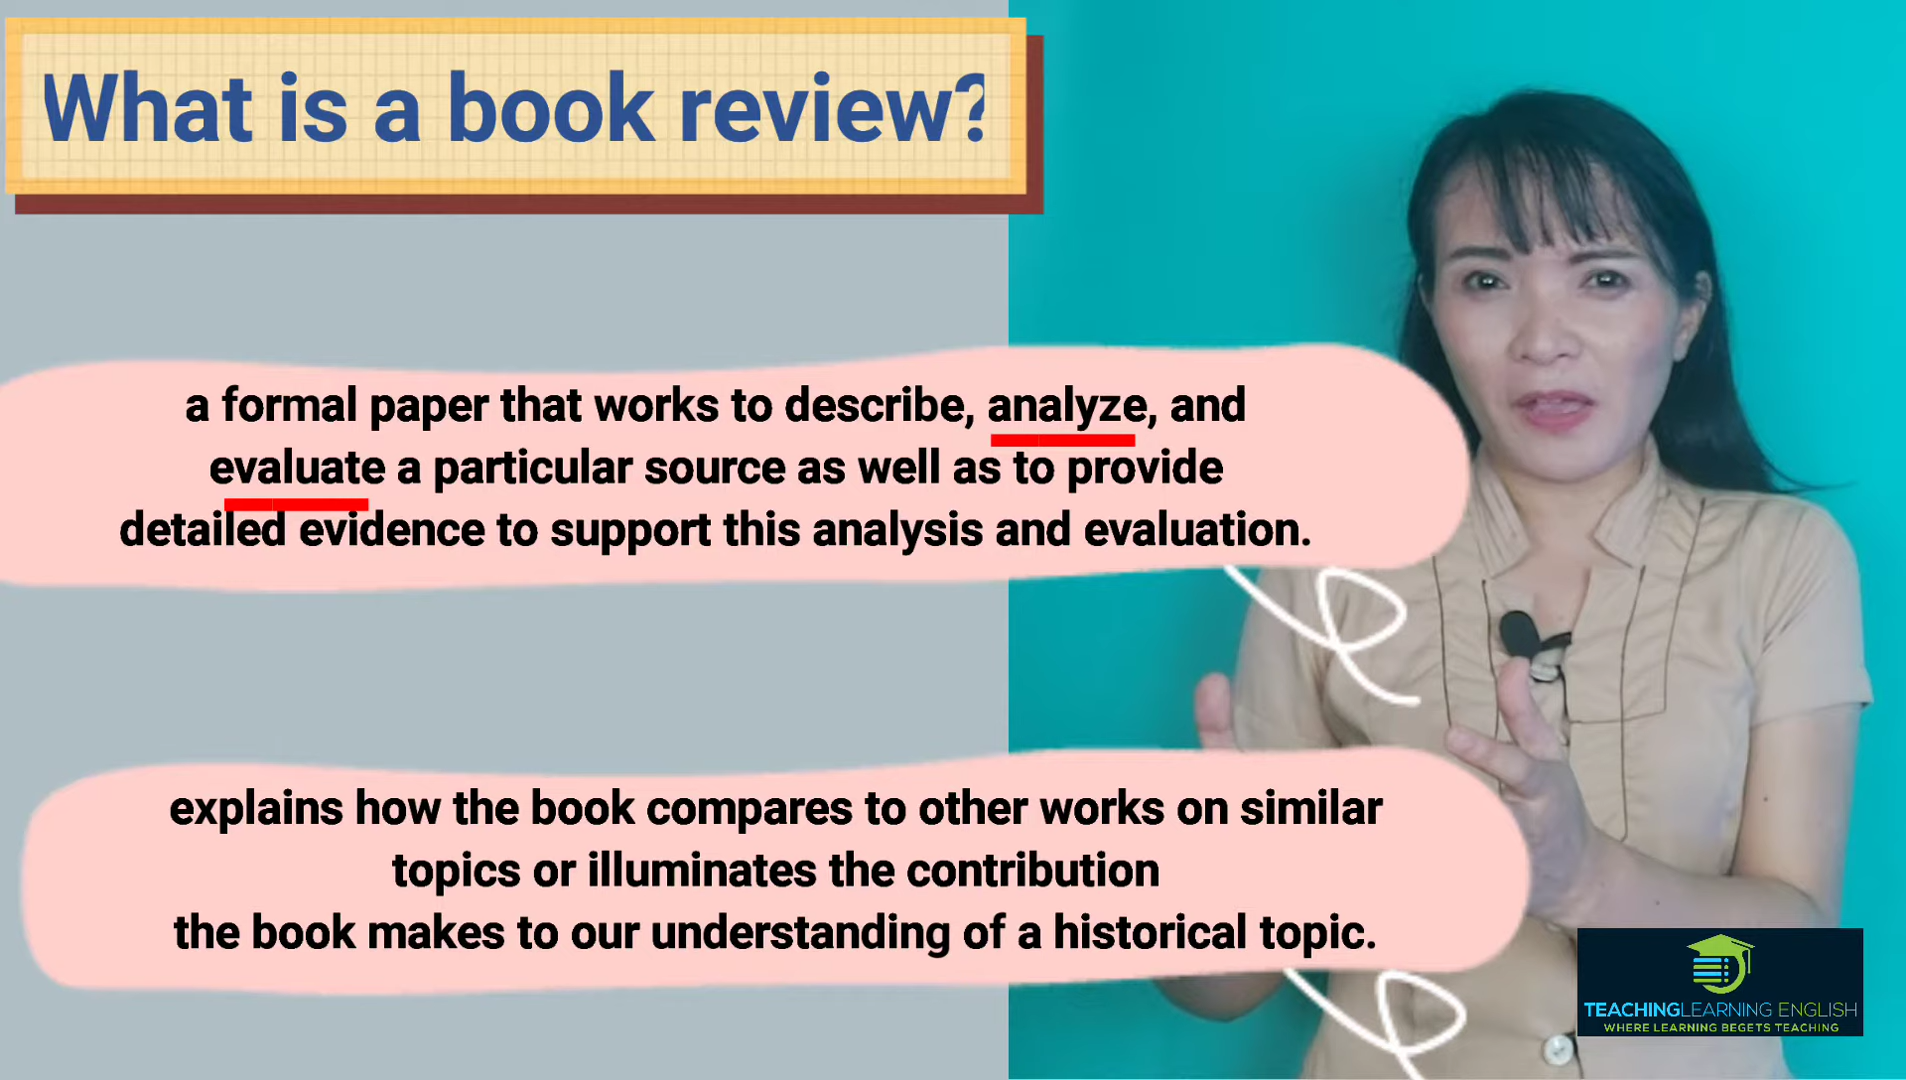 What is a book review?
a formal paper that works to describe, analyze, and
evaluate a particular source as well as to provide
detailed evidence to support this analysis and evaluation.
explains how the book compares to other works on similar
topics or illuminates the contribution
the book makes to our understanding of a historical topic.
TEACHINGLEARNING ENGLISH
WHERE LEARNING BEGETS TEACHING